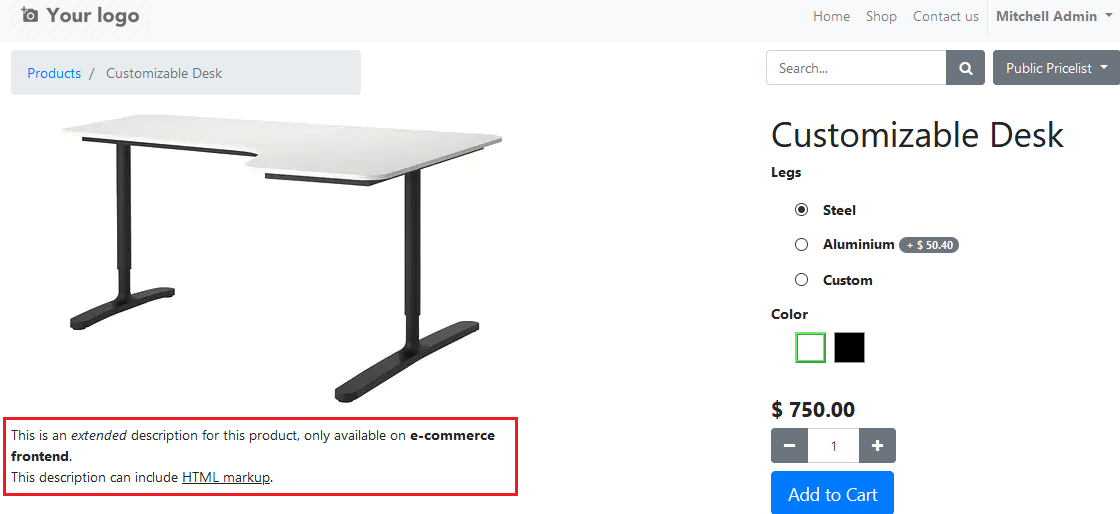 Your logo
Home Shop Contact us Mitchell Admin
Products / Customizable Desk
Search...
Public Pricelist
Customizable Desk
Legs
Steel
Aluminium + $ 50.40
Custom
Color
$ 750.00
− 1 +
Add to Cart
This is an extended description for this product, only available on e-commerce
frontend.
This description can include HTML markup.